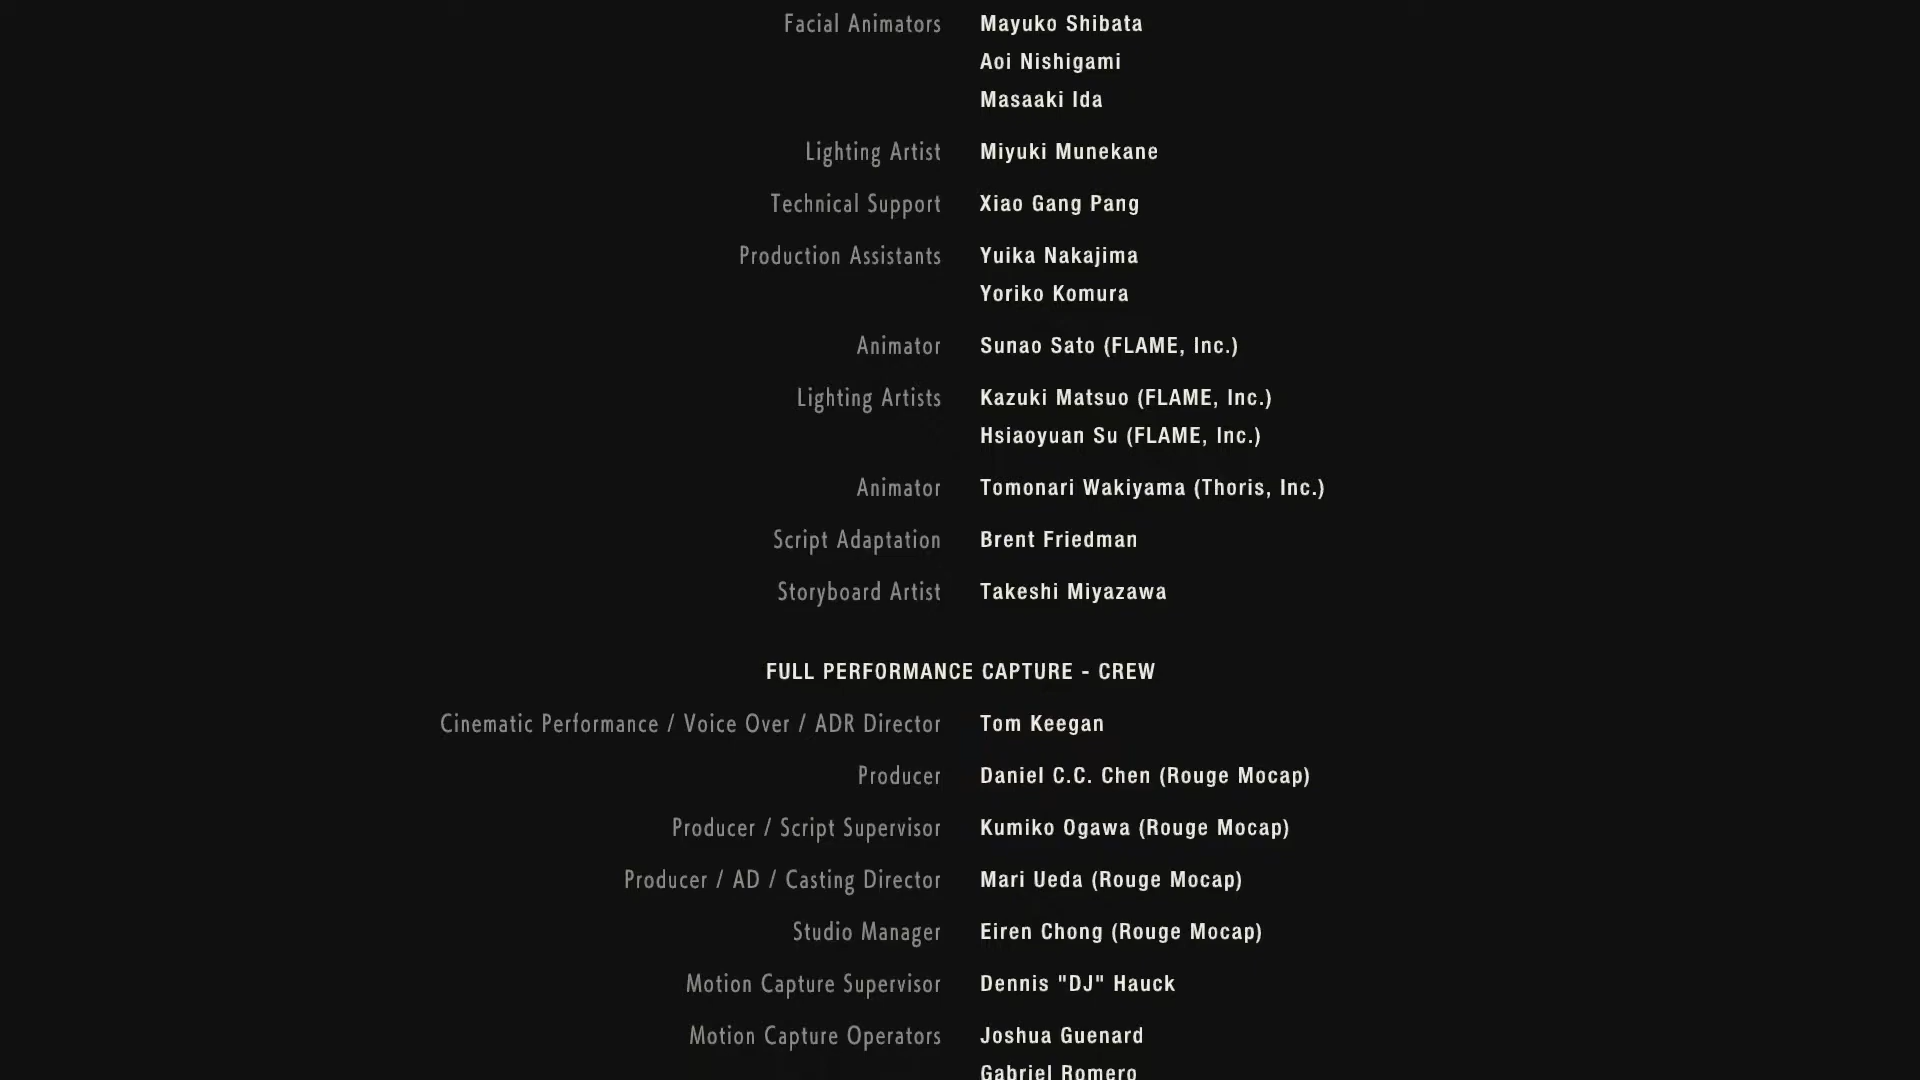 Facial Animators Mayuko Shibata
Aoi Nishigami
Masaaki Ida
Lighting Artist Miyuki Munekane
Technical Support Xiao Gang Pang
Production Assistants Yuika Nakajima
Yoriko Komura
Animator Sunao Sato (FLAME, Inc.)
Lighting Artists Kazuki Matsuo (FLAME, Inc.)
Hsiaoyuan Su (FLAME, Inc.)
Animator Tomonari Wakiyama (Thoris, Inc.)
Script Adaptation Brent Friedman
Storyboard Artist Takeshi Miyazawa
FULL PERFORMANCE CAPTURE - CREW
Cinematic Performance / Voice Over / ADR Director Tom Keegan
Producer Daniel C.C. Chen (Rouge Mocap)
Producer / Script Supervisor Kumiko Ogawa (Rouge Mocap)
Producer / AD / Casting Director Mari Ueda (Rouge Mocap)
Studio Manager Eiren Chong (Rouge Mocap)
Motion Capture Supervisor Dennis "DJ" Hauck
Motion Capture Operators Joshua Guenard
Gabriel Romero